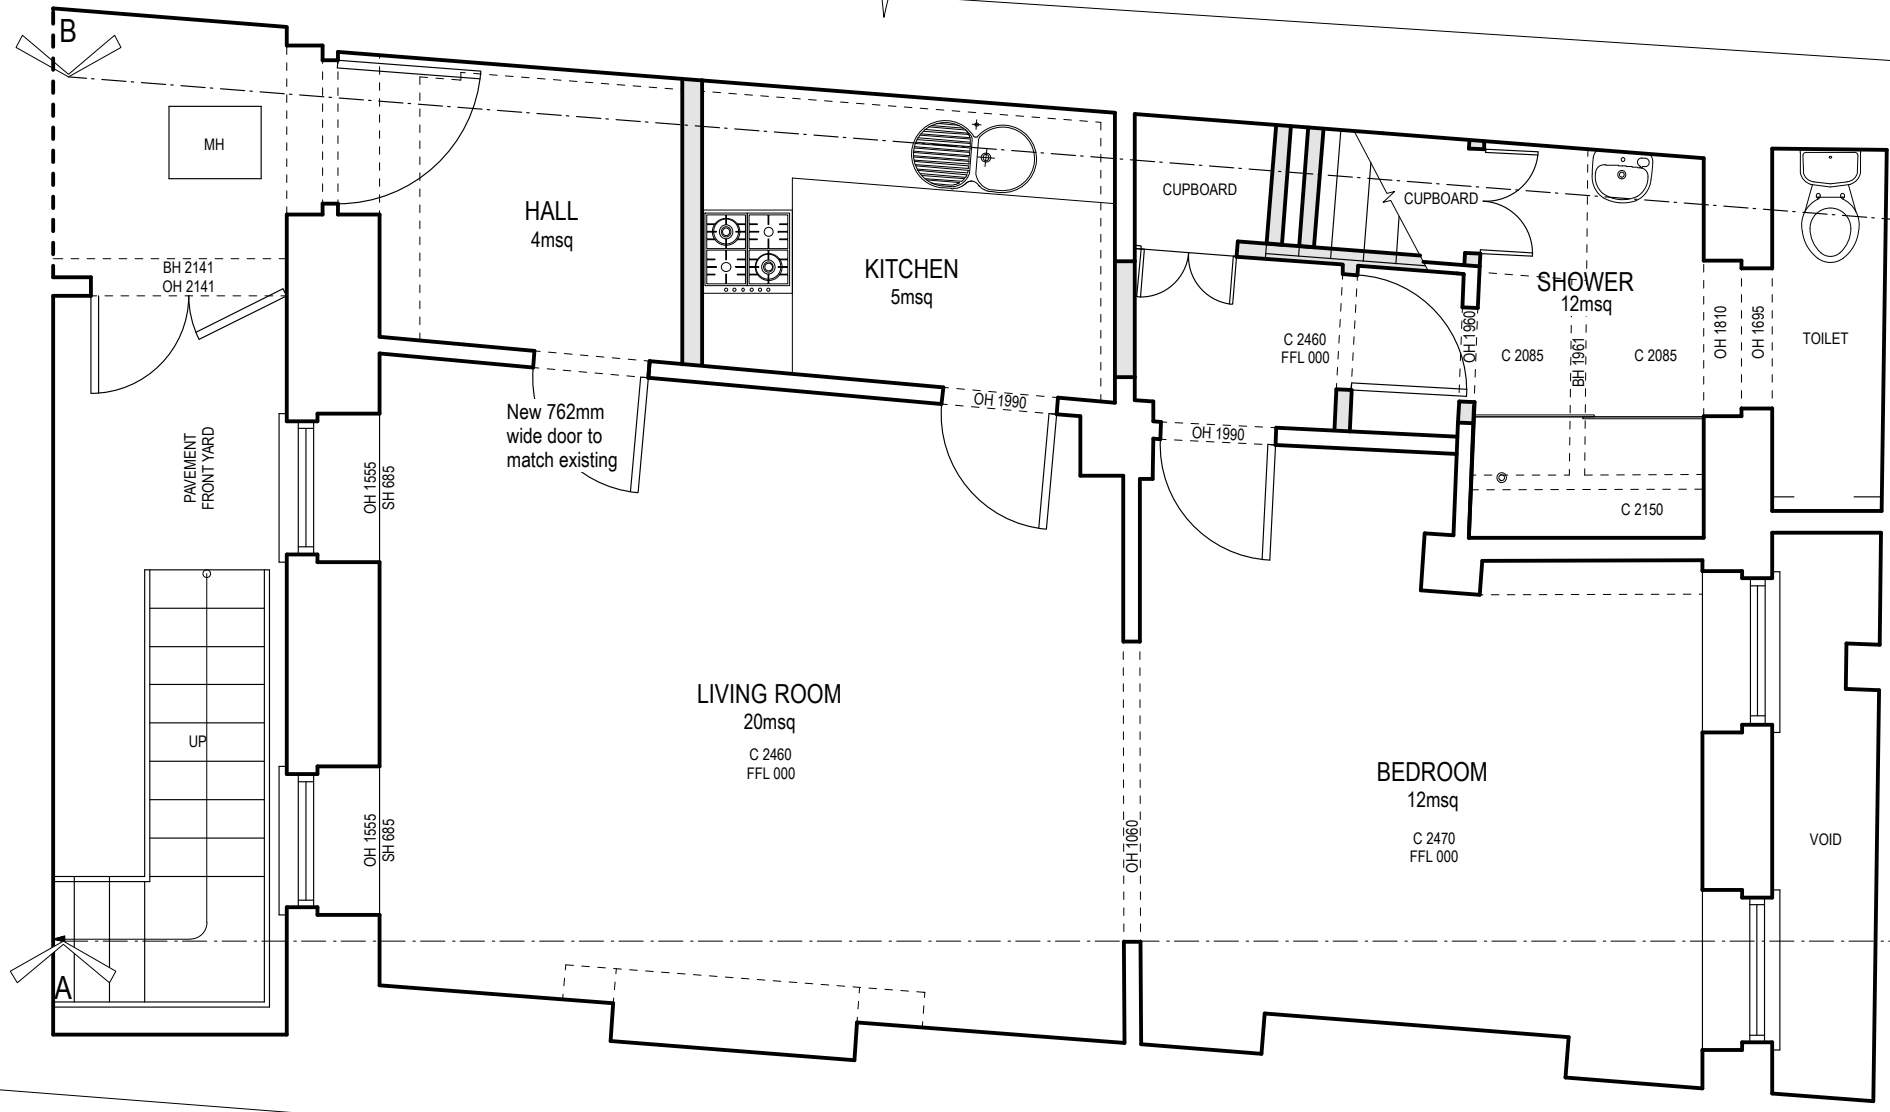 B
MH
BH 2141
OH 2141
HALL
4msq
KITCHEN
5msq
CUPBOARD
CUPBOARD
SHOWER
12msq
C 2460
FFL 000
OH 1960
C 2085
BH 1961
C 2085
OH 1810
OH 1695
TOILET
New 762mm
wide door to
match existing
OH 1990
OH 1990
PAVEMENT
FRONT YARD
OH 1555
SH 685
C 2150
UP
LIVING ROOM
20msq
C 2460
FFL 000
BEDROOM
12msq
C 2470
FFL 000
OH 1555
SH 685
OH 1060
VOID
A